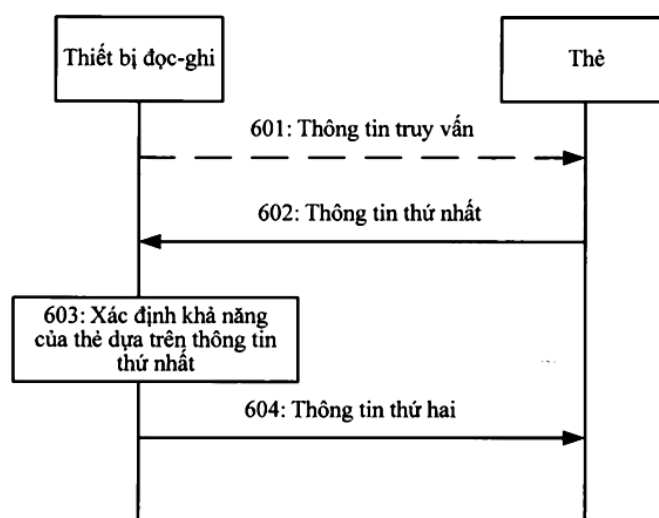 Thiết bị đọc-ghi
Thẻ
601: Thông tin truy vấn
602: Thông tin thứ nhất
603: Xác định khả năng
của thẻ dựa trên thông tin
thứ nhất
604: Thông tin thứ hai